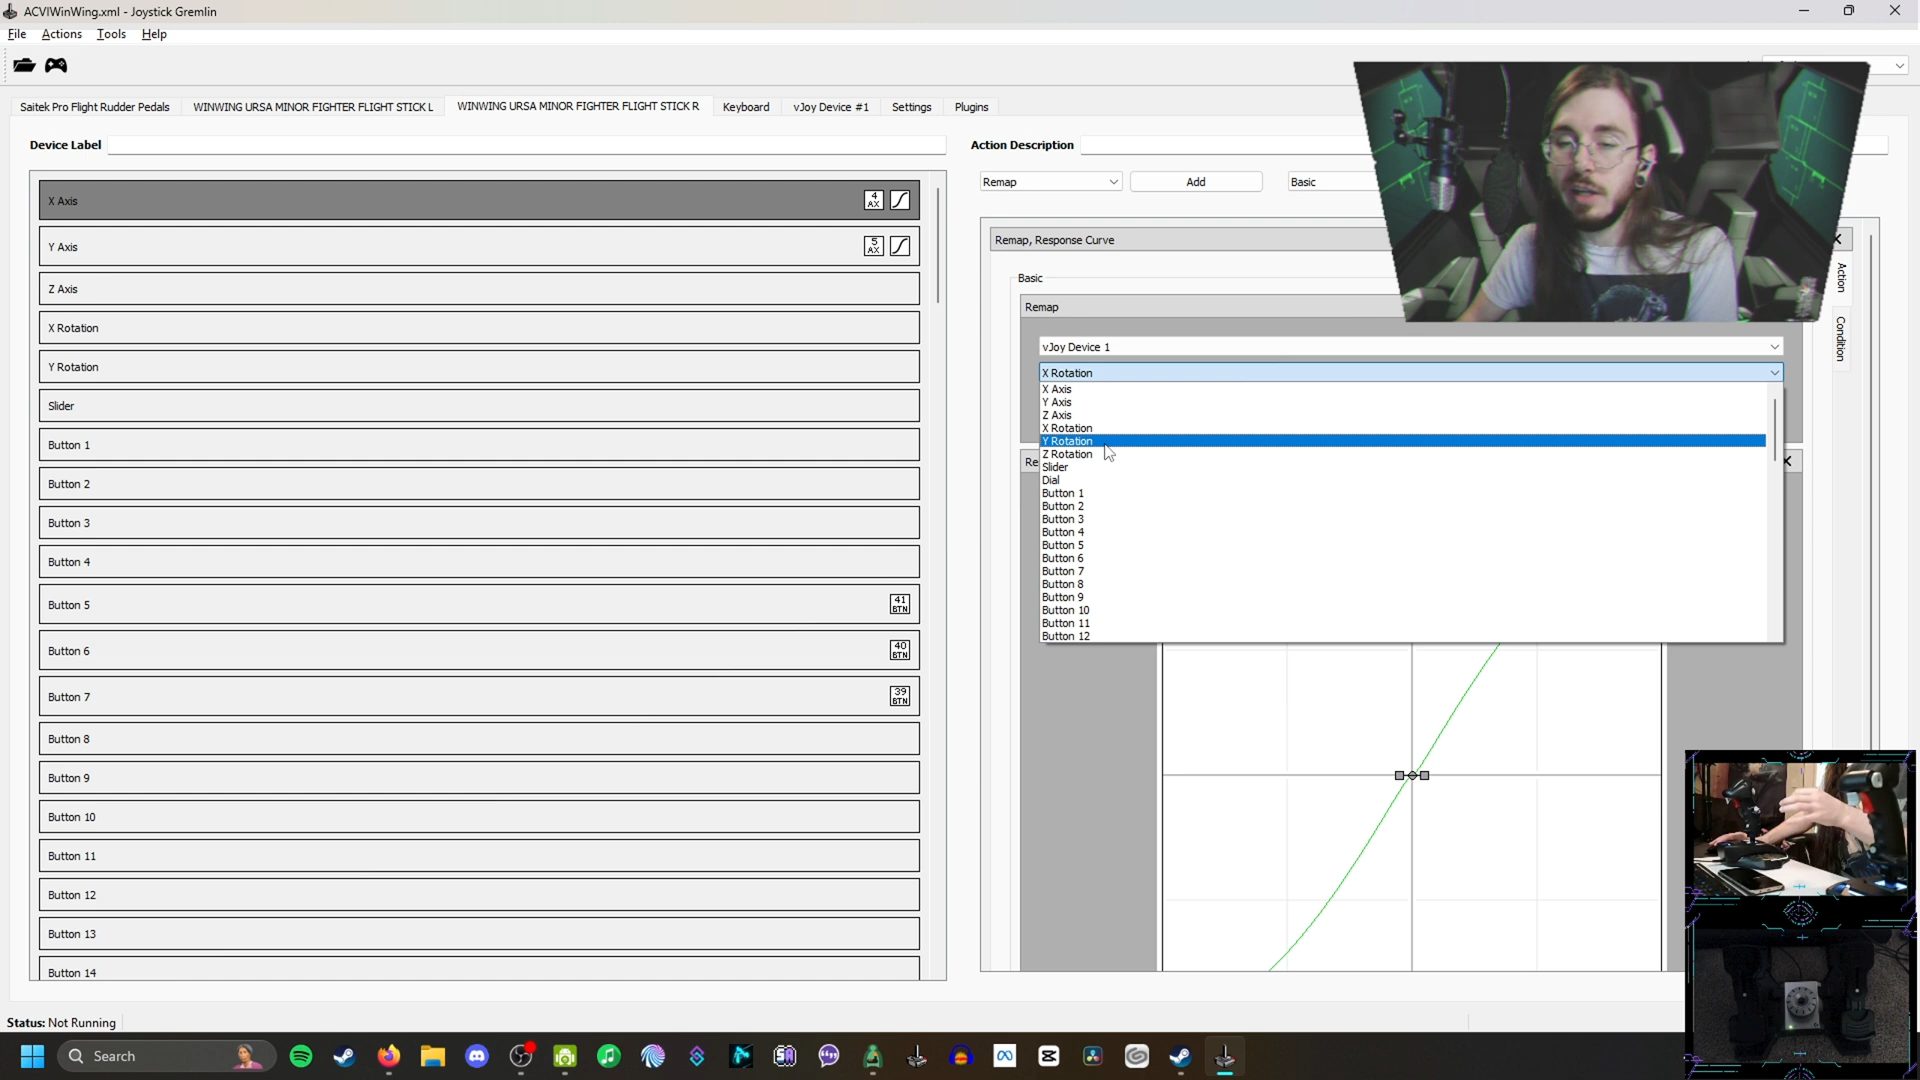 ACVIWinWing.xml - Joystick Gremlin
File Actions Tools Help
Saitek Pro Flight Rudder Pedals WINWING URSA MINOR FIGHTER FLIGHT STICK L WINWING URSA MINOR FIGHTER FLIGHT STICK R Keyboard vJoy Device #1 Settings Plugins
Device Label
X Axis 4 AX
Y Axis 5 AX
Z Axis
X Rotation
Y Rotation
Slider
Button 1
Button 2
Button 3
Button 4
Button 5 41 BTN
Button 6 40 BTN
Button 7 39 BTN
Button 8
Button 9
Button 10
Button 11
Button 12
Button 13
Button 14
Action Description
Remap Add Basic
Remap, Response Curve
Basic
Remap
vJoy Device 1
X Rotation
X Axis
Y Axis
Z Axis
X Rotation
Y Rotation
Z Rotation
Slider
Dial
Button 1
Button 2
Button 3
Button 4
Button 5
Button 6
Button 7
Button 8
Button 9
Button 10
Button 11
Button 12
Re
Action
Condition
Status: Not Running
Search